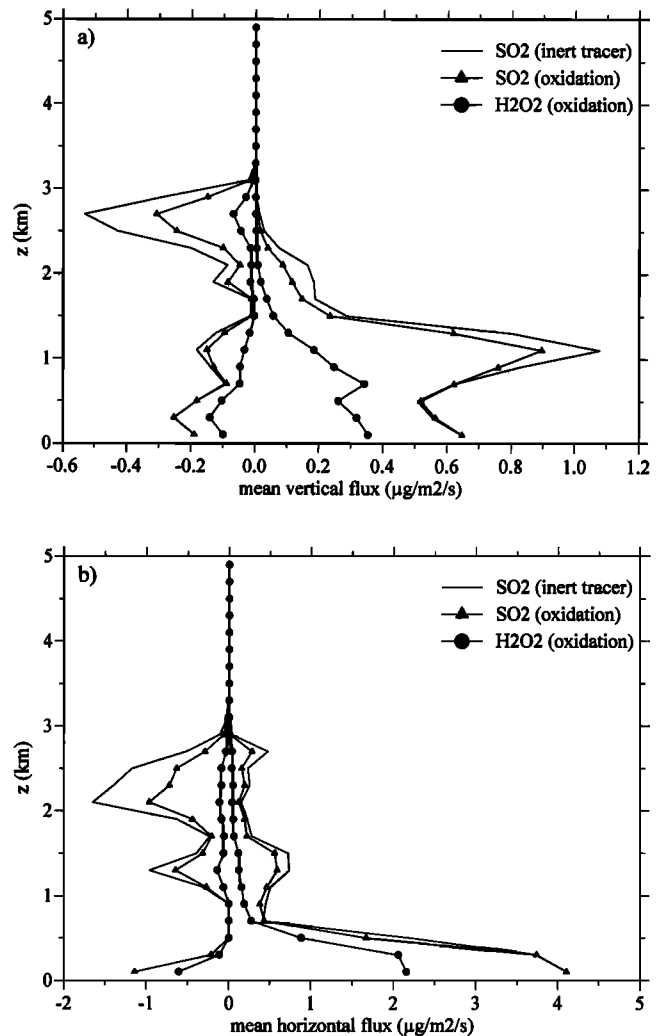 a)
SO2 (inert tracer)
SO2 (oxidation)
H2O2 (oxidation)
z (km)
5
4
3
2
1
0
-0.6 -0.4 -0.2 0.0 0.2 0.4 0.6 0.8 1.0 1.2
mean vertical flux (µg/m2/s)
b)
SO2 (inert tracer)
SO2 (oxidation)
H2O2 (oxidation)
z (km)
5
4
3
2
1
0
-2 -1 0 1 2 3 4 5
mean horizontal flux (µg/m2/s)